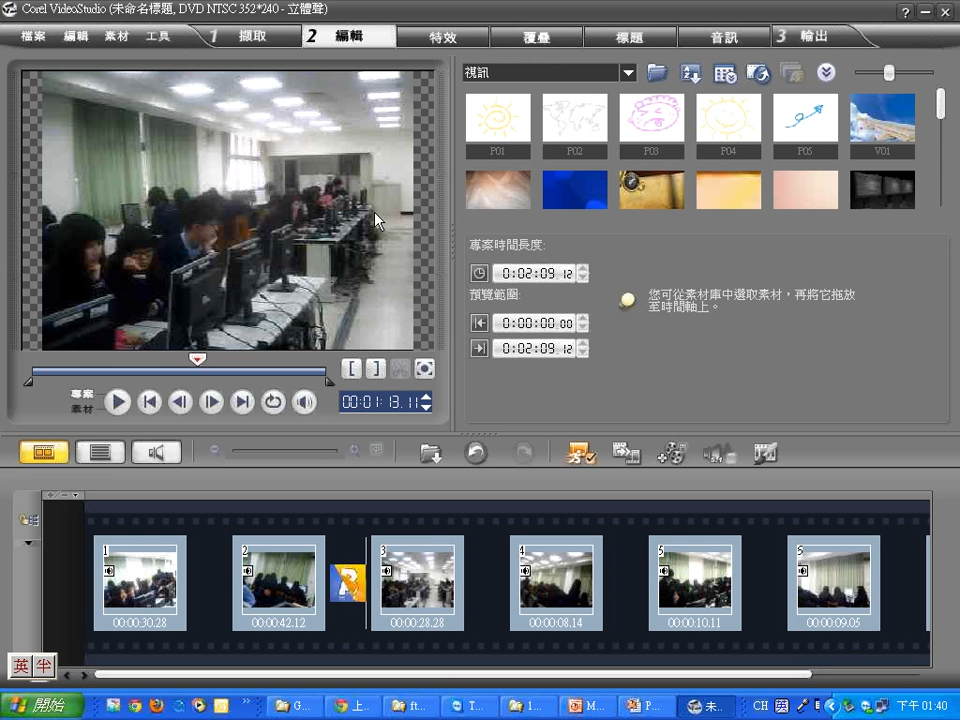 Corel VideoStudio (未命名標題, DVD NTSC 352*240 - 立體聲)
檔案 編輯 素材 工具 1 擷取 2 編輯 特效 覆疊 標題 音訊 3 輸出
視訊
P01 P02 P03 P04 P05 V01
專案時間長度:
0:02:09.12
預覽範圍:
0:00:00.00
0:02:09.12
您可從素材庫中選取素材，再將它拖放
至時間軸上。
專案
素材
00:01:13.11
1 2 3 4 5 6
00:00:30.28 00:00:42.12 00:00:28.28 00:00:08.14 00:00:10.11 00:00:09.05
英 半
開始 G... 上... ft... T... 1... M... P... 未... CH 下午 01:40